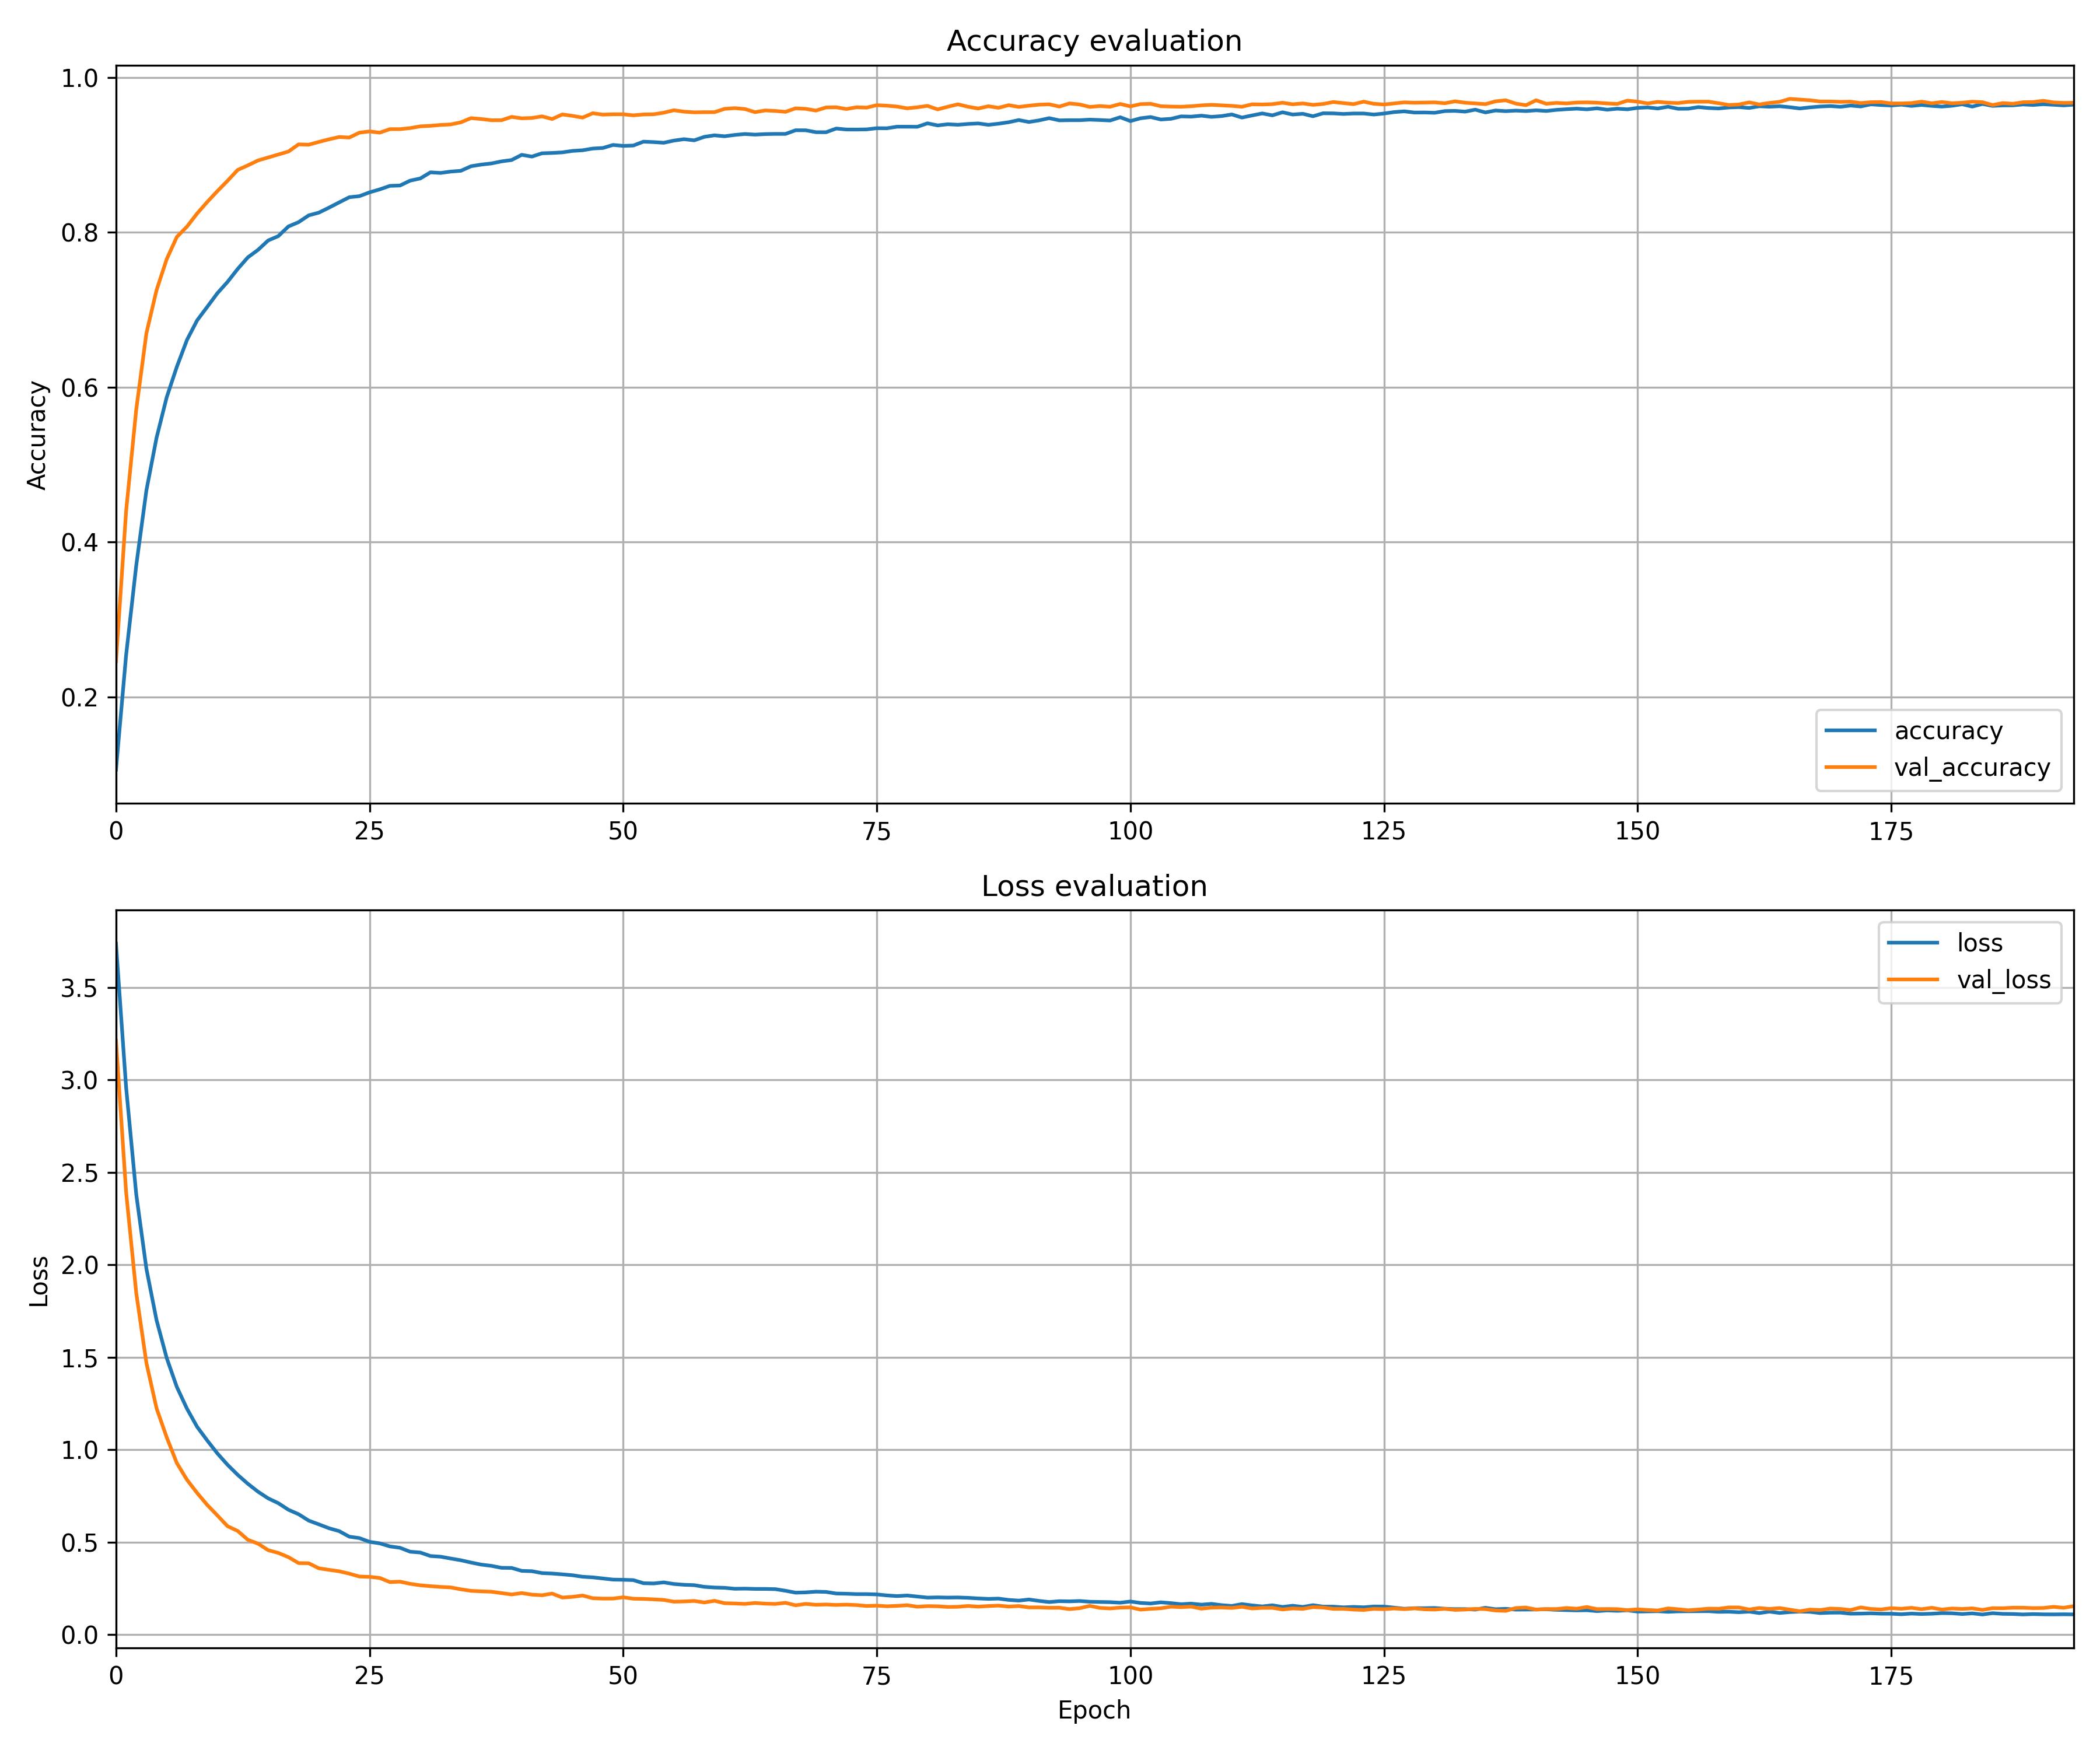 Accuracy evaluation
1.0
0.8
0.6
0.4
0.2
Accuracy
accuracy
val_accuracy
0 25 50 75 100 125 150 175
Loss evaluation
3.5
3.0
2.5
2.0
1.5
1.0
0.5
0.0
Loss
loss
val_loss
0 25 50 75 100 125 150 175
Epoch